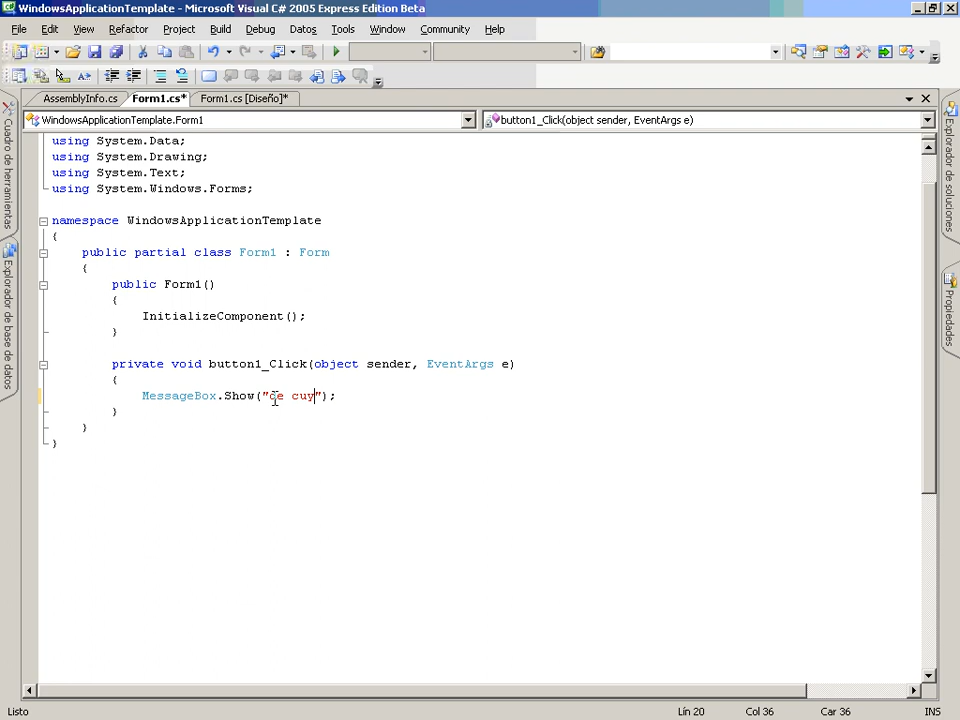 WindowsApplicationTemplate - Microsoft Visual C# 2005 Express Edition Beta
File Edit View Refactor Project Build Debug Datos Tools Window Community Help
AssemblyInfo.cs Form1.cs* Form1.cs [Diseño]*
WindowsApplicationTemplate.Form1 button1_Click(object sender, EventArgs e)
Cuadro de herramientas
Explorador de base de datos
using System.Data;
using System.Drawing;
using System.Text;
using System.Windows.Forms;
namespace WindowsApplicationTemplate
{
public partial class Form1 : Form
{
public Form1()
{
InitializeComponent();
}
private void button1_Click(object sender, EventArgs e)
{
MessageBox.Show("de cuy");
}
}
}
Explorador de soluciones
Propiedades
Listo Lín 20 Col 36 Car 36 INS